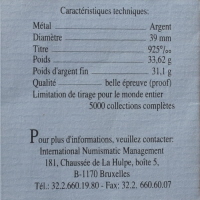 Caractéristiques techniques:
Métal Argent
Diamètre 39 mm
Titre 925°/₀₀
Poids 33,62 g
Poids d'argent fin 31,1 g
Qualité belle épreuve (proof)
Limitation de tirage pour le monde entier
5000 collections complètes
Pour plus d'informations, veuillez contacter:
International Numismatic Management
181, Chaussée de La Hulpe, boîte 5,
B-1170 Bruxelles
Tél.: 32.2.660.19.80 - Fax: 32.2. 660.60.07